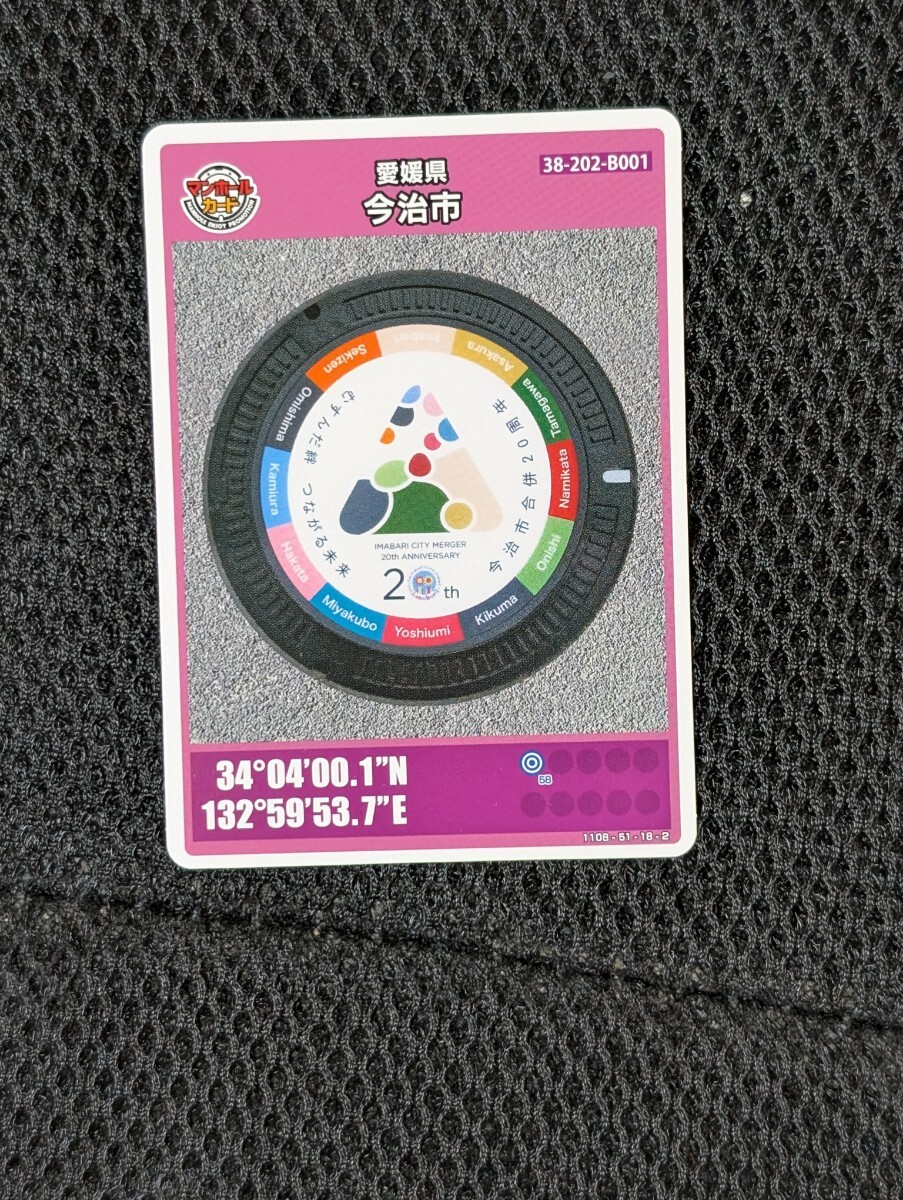 マンホール
カード
愛媛県
今治市
38-202-B001
Imabari
Asakura
Tamagawa
Namikata
Onishi
Kikuma
Yoshiumi
Miyakubo
Hakata
Kamiura
Omishima
Sekizen
むすんだ絆 つながる未来
今治市合併20周年
IMABARI CITY MERGER
20th ANNIVERSARY
20th
34°04'00.1"N
132°59'53.7"E
58
1108-51-18-2